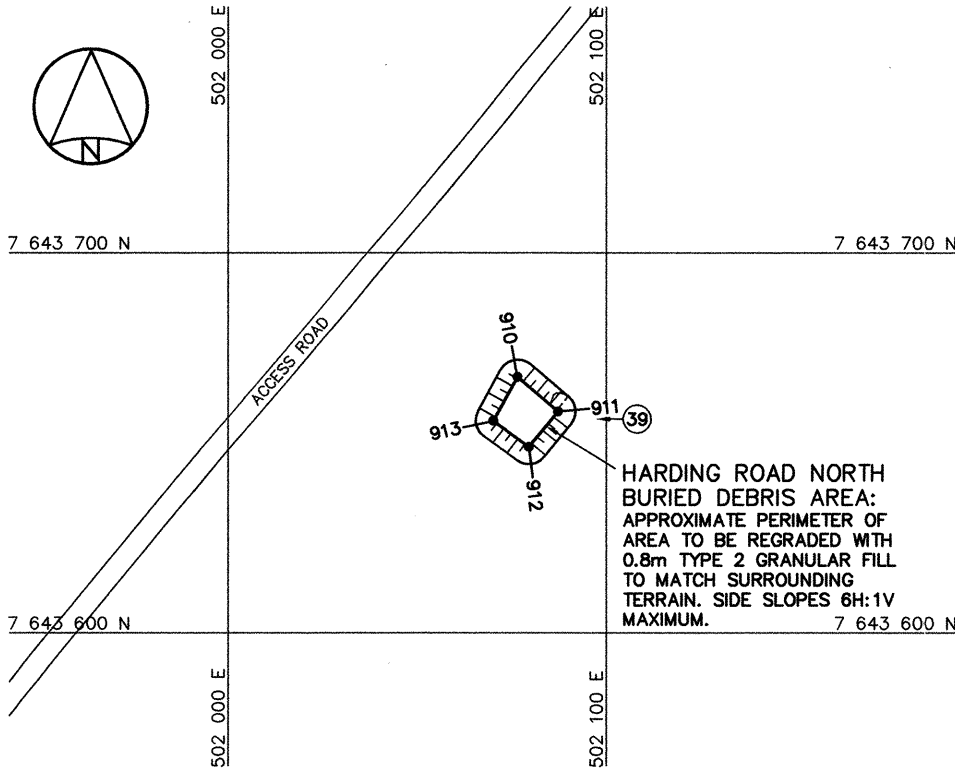 502 000 E
502 100 E
N
7 643 700 N
7 643 700 N
ACCESS ROAD
910
911
39
913
912
HARDING ROAD NORTH
BURIED DEBRIS AREA:
APPROXIMATE PERIMETER OF
AREA TO BE REGRADED WITH
0.8m TYPE 2 GRANULAR FILL
TO MATCH SURROUNDING
TERRAIN. SIDE SLOPES 6H:1V
MAXIMUM.
7 643 600 N
7 643 600 N
502 000 E
502 100 E